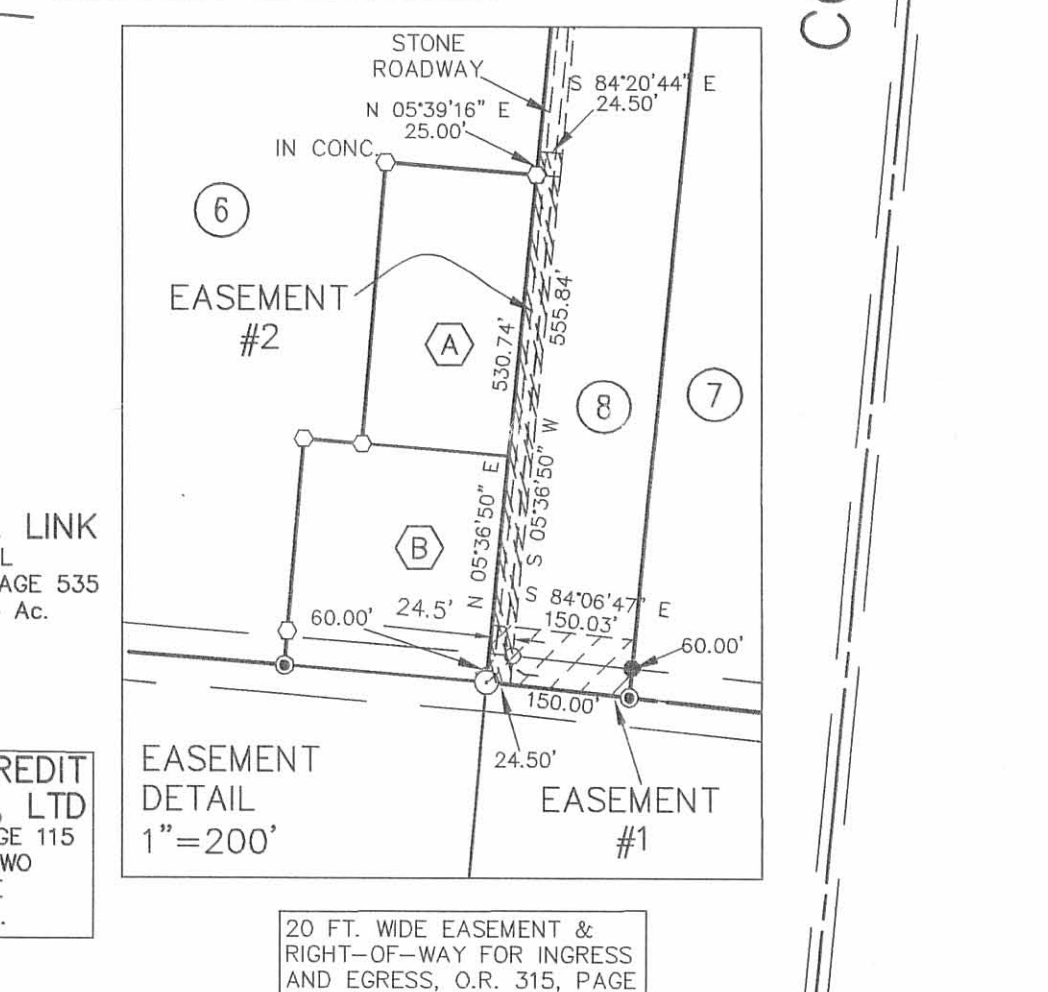 STONE
ROADWAY
S 84°20'44" E
24.50'
N 05°39'16" E
25.00'
IN CONC.
6
EASEMENT
#2
A
530.74'
555.84'
8
7
N 05°36'50" E
S 05°36'50" W
B
LINK
AGE 535
Ac.
60.00'
24.5'
S 84°06'47" E
150.03'
60.00'
150.00'
24.50'
EASEMENT
DETAIL
1"=200'
EASEMENT
#1
REDIT
LTD
GE 115
WO
20 FT. WIDE EASEMENT &
RIGHT-OF-WAY FOR INGRESS
AND EGRESS, O.R. 315, PAGE